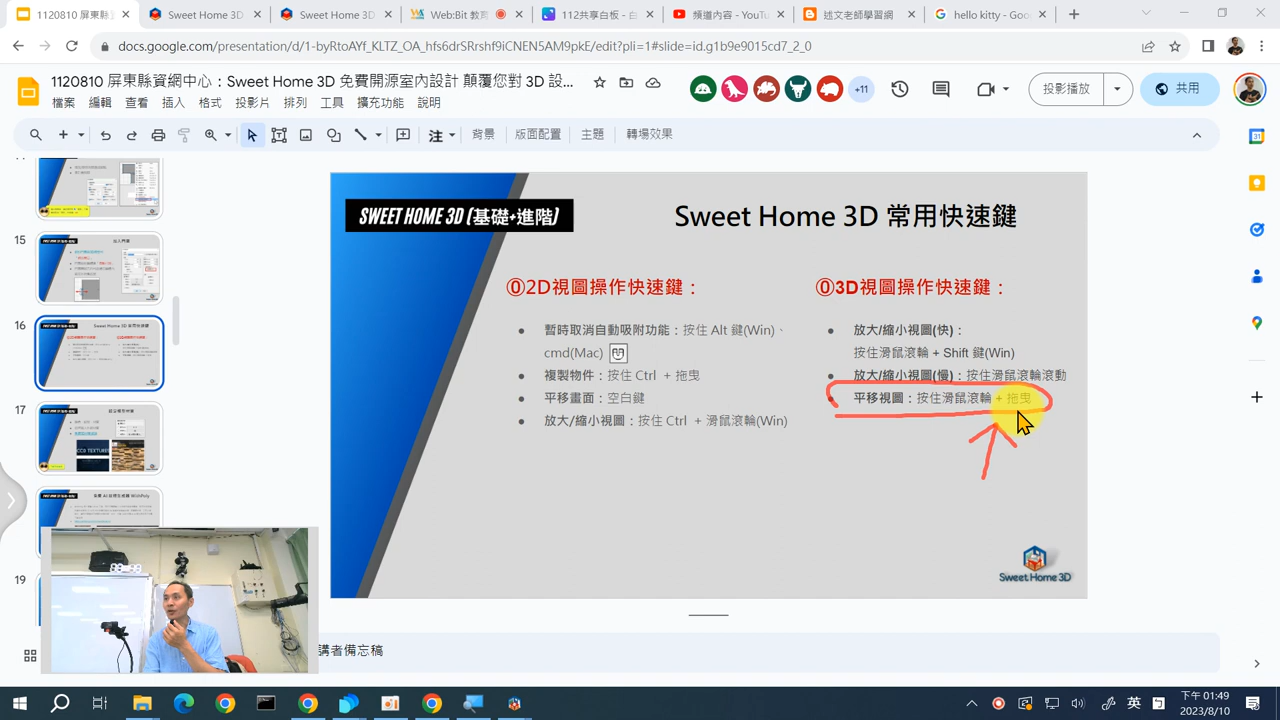 1120810 屏東縣
Sweet Home 3D
Sweet Home 3D
Web:Bit 教育
112共享白板 - 白
頻道內容 - YouTu
述文老師學習網
hello kitty - Goo
docs.google.com/presentation/d/1-byRtoAYf_KLTZ_OA_hfs6drSRrshf9iCNEN5AM9pkE/edit?pli=1#slide=id.g1b9e9015cd7_2_0
1120810 屏東縣資網中心：Sweet Home 3D 免費開源室內設計 顛覆您對 3D 設...
檔案 編輯 查看 插入 格式 投影片 排列 工具 擴充功能 說明
+11
投影播放
共用
注
背景 版面配置 主題 轉場效果
15
16
17
19
SWEET HOME 3D (基礎+進階)
Sweet Home 3D 常用快速鍵
⓪2D視圖操作快速鍵：
● 暫時取消自動吸附功能：按住 Alt 鍵(Win)、
cmd(Mac) ⌘
● 複製物件：按住 Ctrl + 拖曳
● 平移畫面：空白鍵
● 放大/縮小視圖：按住 Ctrl + 滑鼠滾輪(Win)
⓪3D視圖操作快速鍵：
● 放大/縮小視圖(快)：
按住滑鼠滾輪 + Shift 鍵(Win)
● 放大/縮小視圖(慢)：按住滑鼠滾輪滾動
● 平移視圖：按住滑鼠滾輪 + 拖曳
Sweet Home 3D
講者備忘稿
英
下午 01:49
2023/8/10